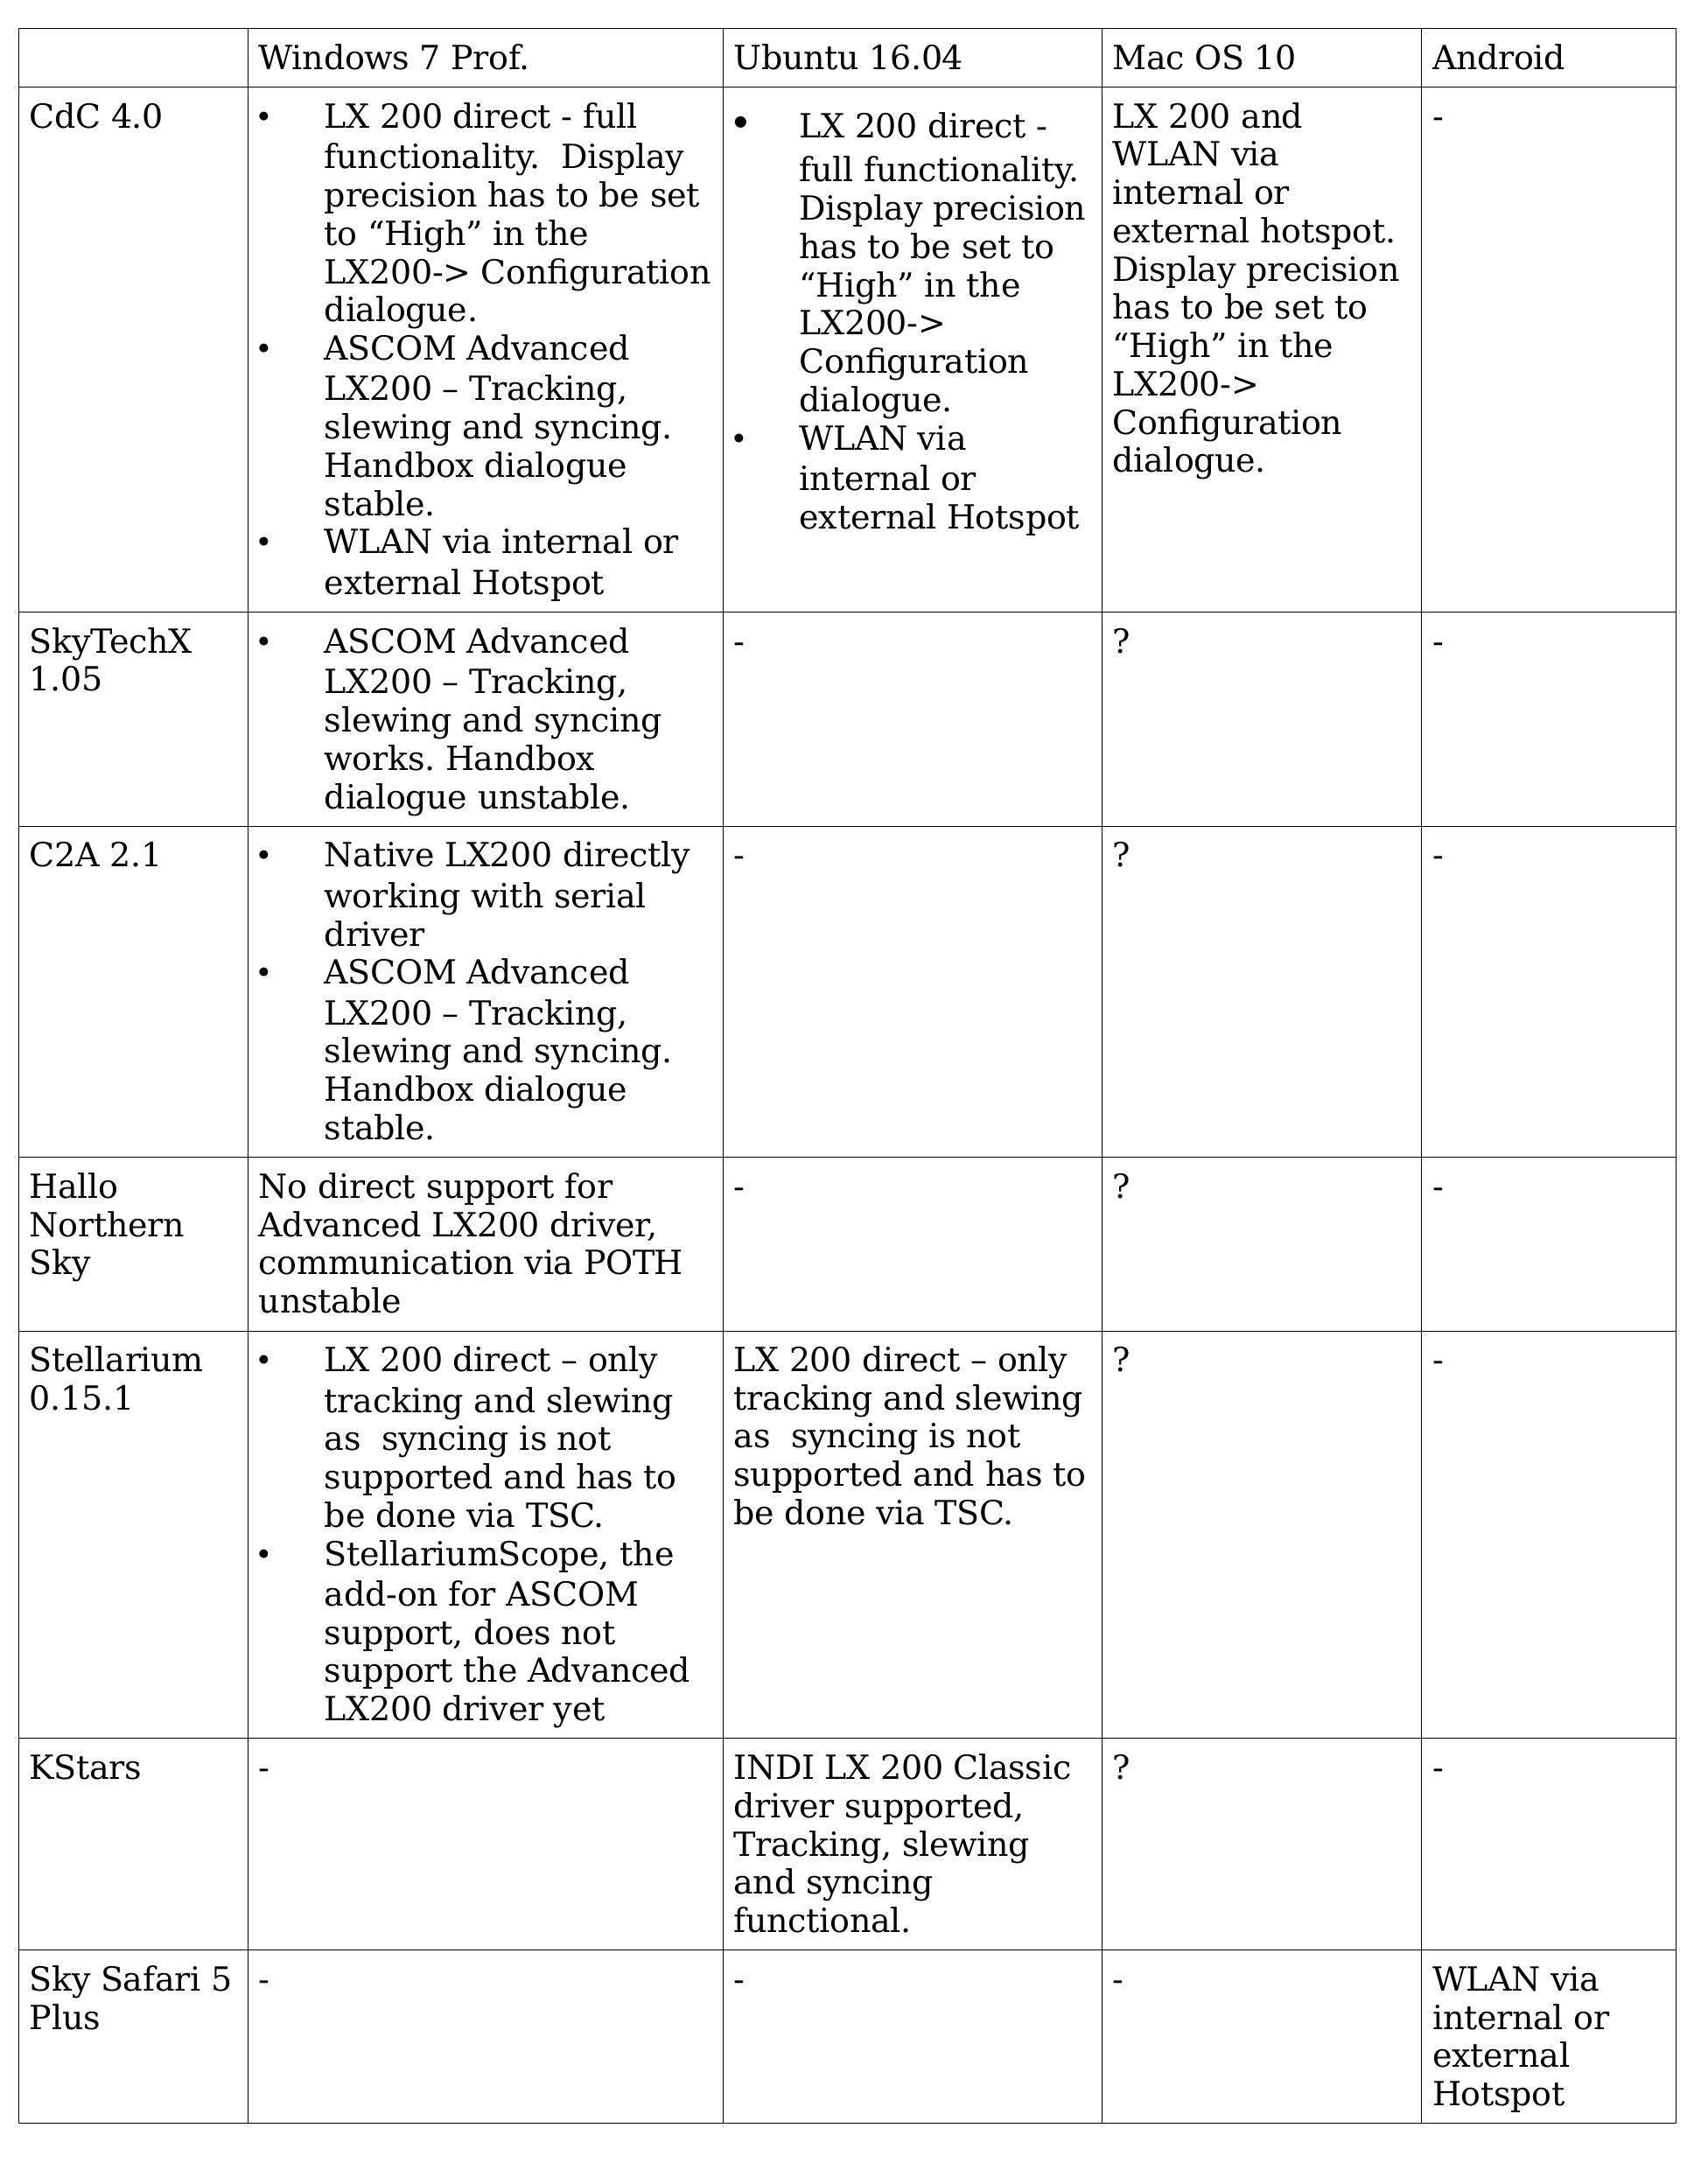 Windows 7 Prof.
Ubuntu 16.04
Mac OS 10
Android
CdC 4.0
• LX 200 direct - full
functionality.  Display
precision has to be set
to “High” in the
LX200-> Configuration
dialogue.
• ASCOM Advanced
LX200 – Tracking,
slewing and syncing.
Handbox dialogue
stable.
• WLAN via internal or
external Hotspot
• LX 200 direct -
full functionality.
Display precision
has to be set to
“High” in the
LX200->
Configuration
dialogue.
• WLAN via
internal or
external Hotspot
LX 200 and
WLAN via
internal or
external hotspot.
Display precision
has to be set to
“High” in the
LX200->
Configuration
dialogue.
-
SkyTechX
1.05
• ASCOM Advanced
LX200 – Tracking,
slewing and syncing
works. Handbox
dialogue unstable.
-
?
-
C2A 2.1
• Native LX200 directly
working with serial
driver
• ASCOM Advanced
LX200 – Tracking,
slewing and syncing.
Handbox dialogue
stable.
-
?
-
Hallo
Northern
Sky
No direct support for
Advanced LX200 driver,
communication via POTH
unstable
-
?
-
Stellarium
0.15.1
• LX 200 direct – only
tracking and slewing
as  syncing is not
supported and has to
be done via TSC.
• StellariumScope, the
add-on for ASCOM
support, does not
support the Advanced
LX200 driver yet
LX 200 direct – only
tracking and slewing
as  syncing is not
supported and has to
be done via TSC.
?
-
KStars
-
INDI LX 200 Classic
driver supported,
Tracking, slewing
and syncing
functional.
?
-
Sky Safari 5
Plus
-
-
-
WLAN via
internal or
external
Hotspot